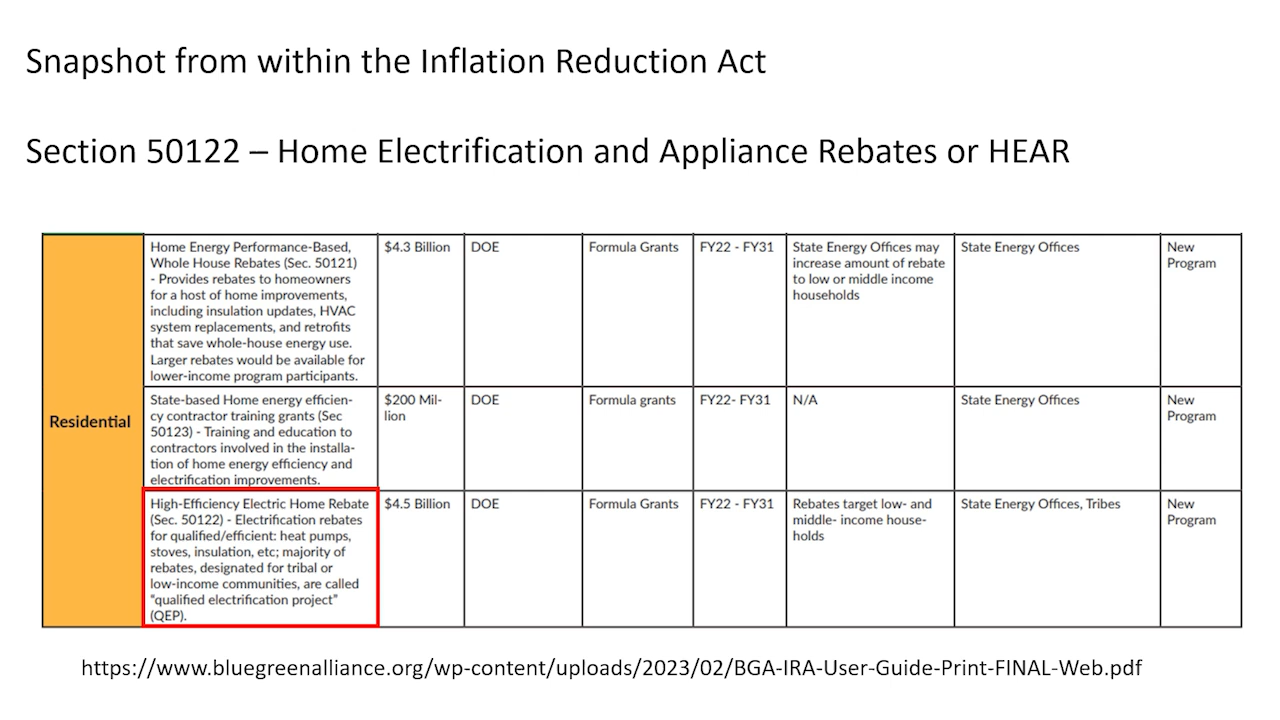 Snapshot from within the Inflation Reduction Act
Section 50122 – Home Electrification and Appliance Rebates or HEAR
Residential
Home Energy Performance-Based,
Whole House Rebates (Sec. 50121)
- Provides rebates to homeowners
for a host of home improvements,
including insulation updates, HVAC
system replacements, and retrofits
that save whole-house energy use.
Larger rebates would be available for
lower-income program participants.
$4.3 Billion
DOE
Formula Grants
FY22 - FY31
State Energy Offices may
increase amount of rebate
to low or middle income
households
State Energy Offices
New
Program
State-based Home energy efficien-
cy contractor training grants (Sec
50123) - Training and education to
contractors involved in the installa-
tion of home energy efficiency and
electrification improvements.
$200 Mil-
lion
DOE
Formula grants
FY22- FY31
N/A
State Energy Offices
New
Program
High-Efficiency Electric Home Rebate
(Sec. 50122) - Electrification rebates
for qualified/efficient: heat pumps,
stoves, insulation, etc; majority of
rebates, designated for tribal or
low-income communities, are called
“qualified electrification project”
(QEP).
$4.5 Billion
DOE
Formula Grants
FY22 - FY31
Rebates target low- and
middle- income house-
holds
State Energy Offices, Tribes
New
Program
https://www.bluegreenalliance.org/wp-content/uploads/2023/02/BGA-IRA-User-Guide-Print-FINAL-Web.pdf